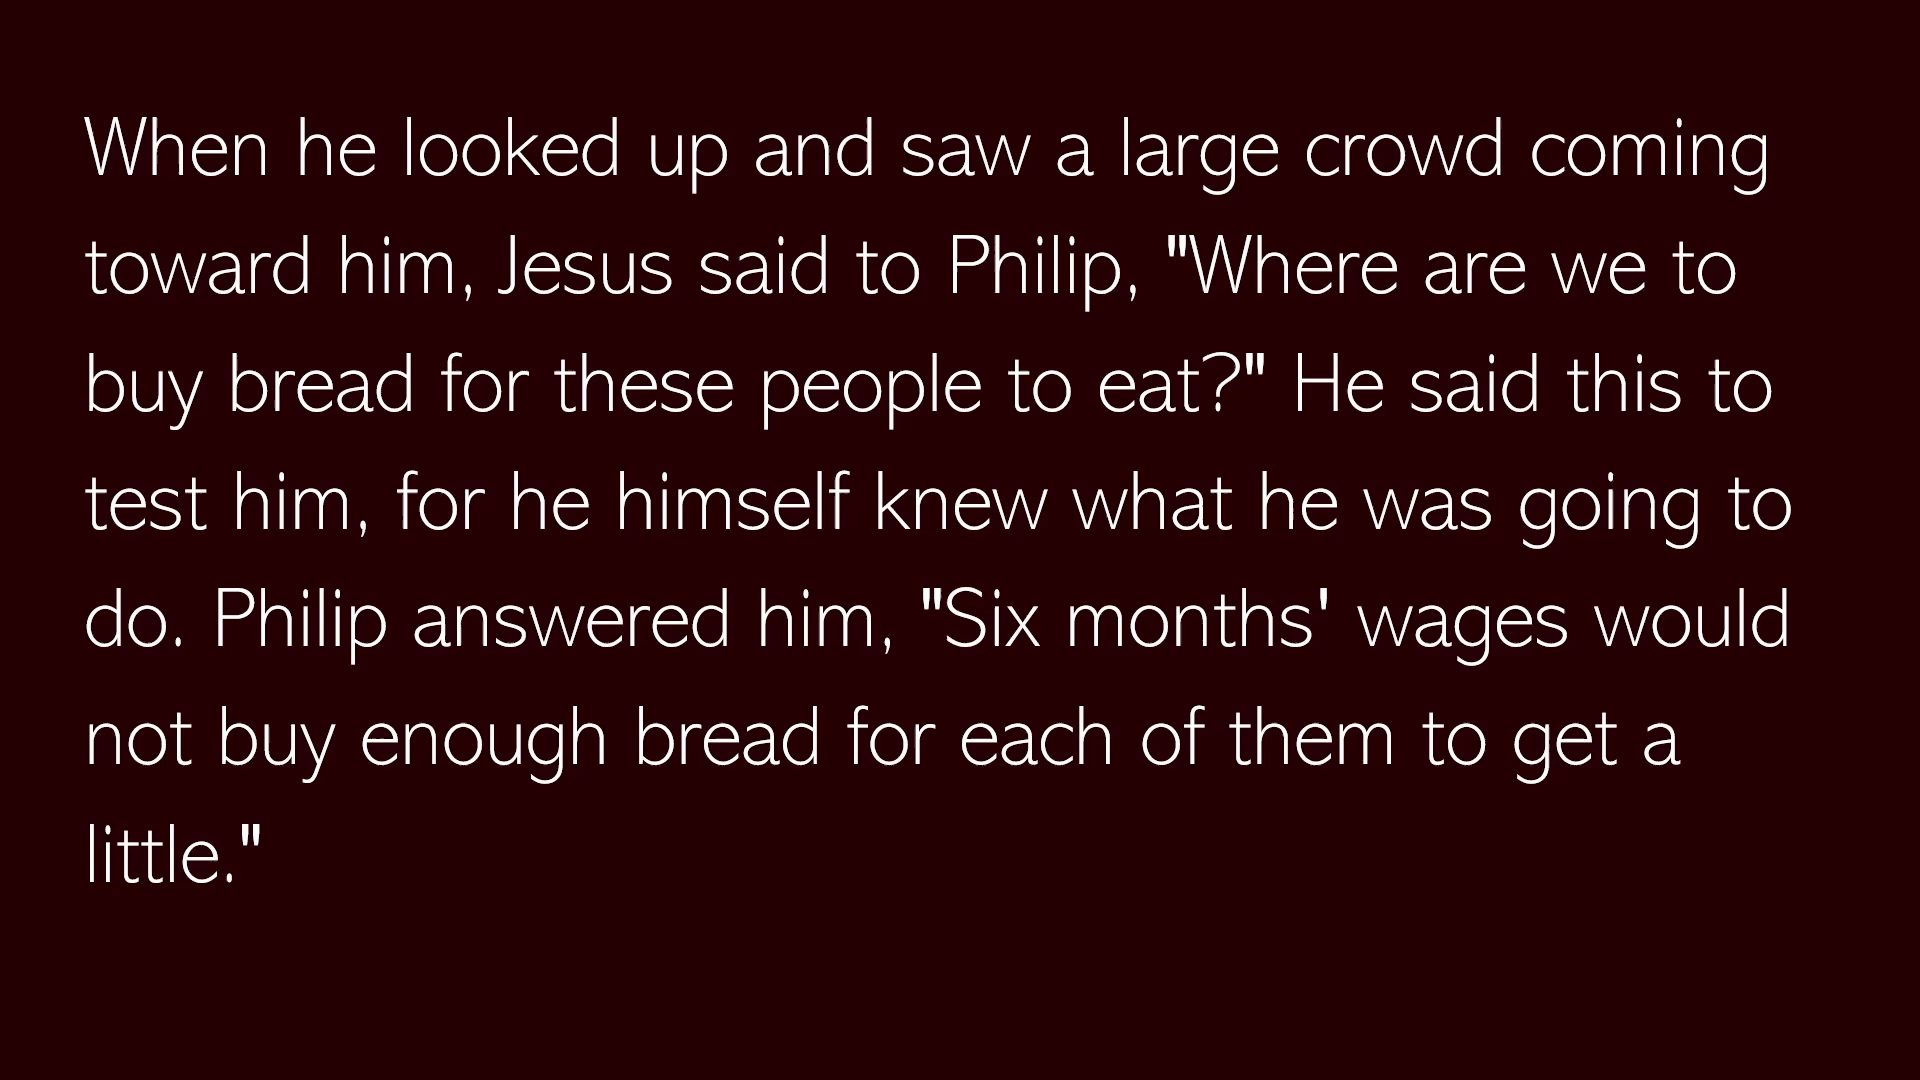 When he looked up and saw a large crowd coming
toward him, Jesus said to Philip, "Where are we to
buy bread for these people to eat?" He said this to
test him, for he himself knew what he was going to
do. Philip answered him, "Six months' wages would
not buy enough bread for each of them to get a
little."